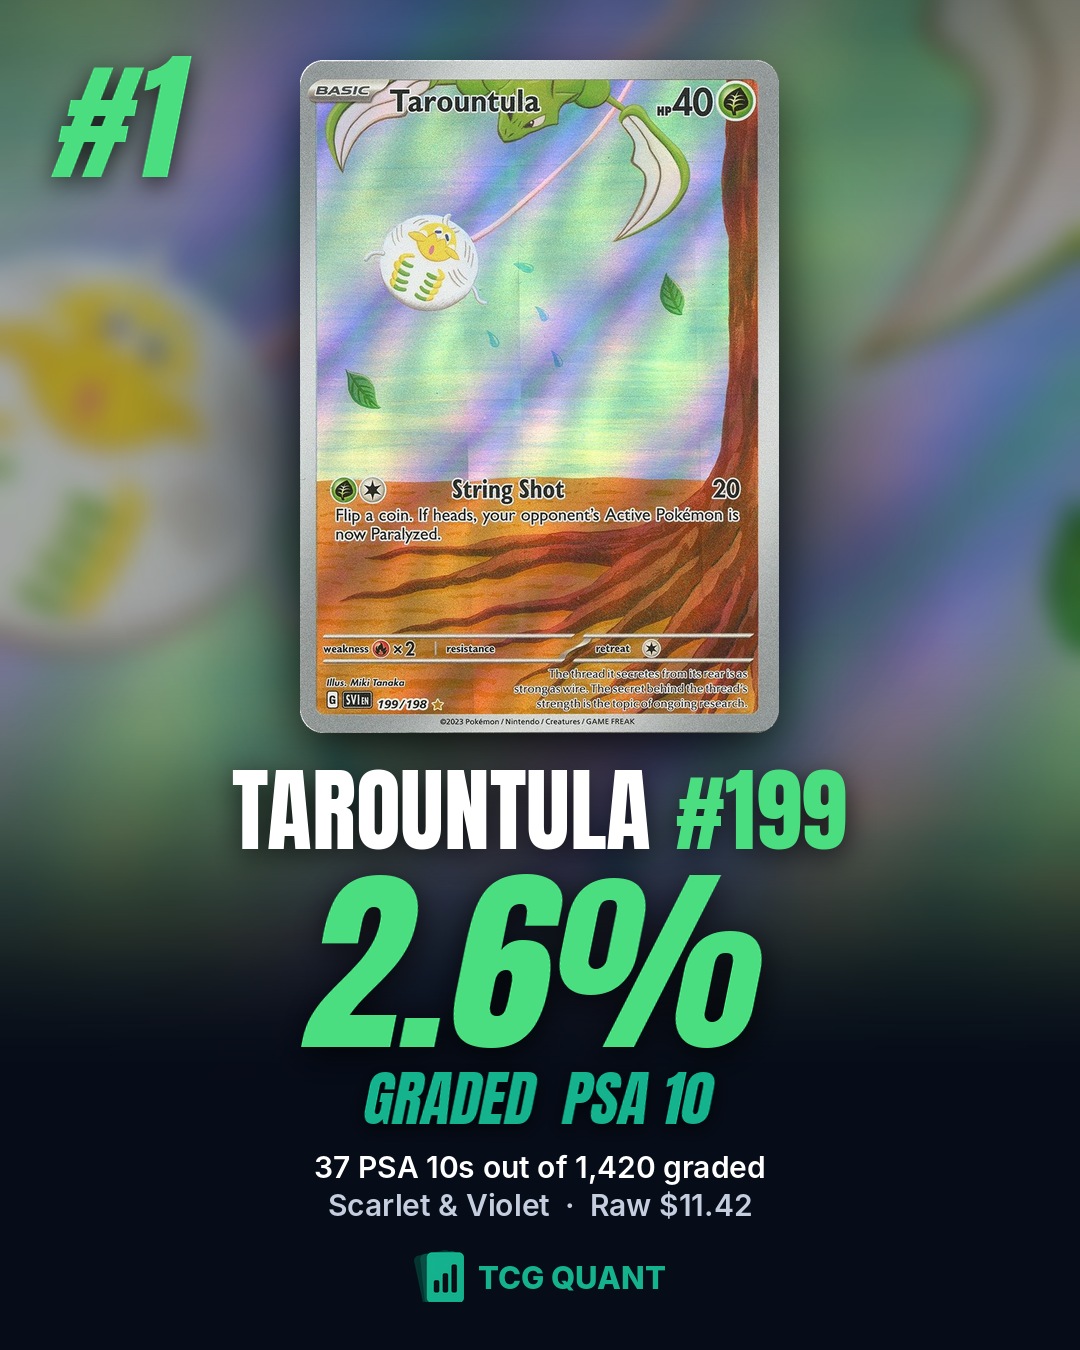 #1
BASIC Tarountula HP40
String Shot 20
Flip a coin. If heads, your opponent's Active Pokémon is
now Paralyzed.
weakness ×2 resistance retreat
Illus. Miki Tanaka
The thread it secretes from its rear is as
strong as wire. The secret behind the thread's
strength is the topic of ongoing research.
G SVI EN 199/198
©2023 Pokémon / Nintendo / Creatures / GAME FREAK
TAROUNTULA #199
2.6%
GRADED PSA 10
37 PSA 10s out of 1,420 graded
Scarlet & Violet · Raw $11.42
TCG QUANT